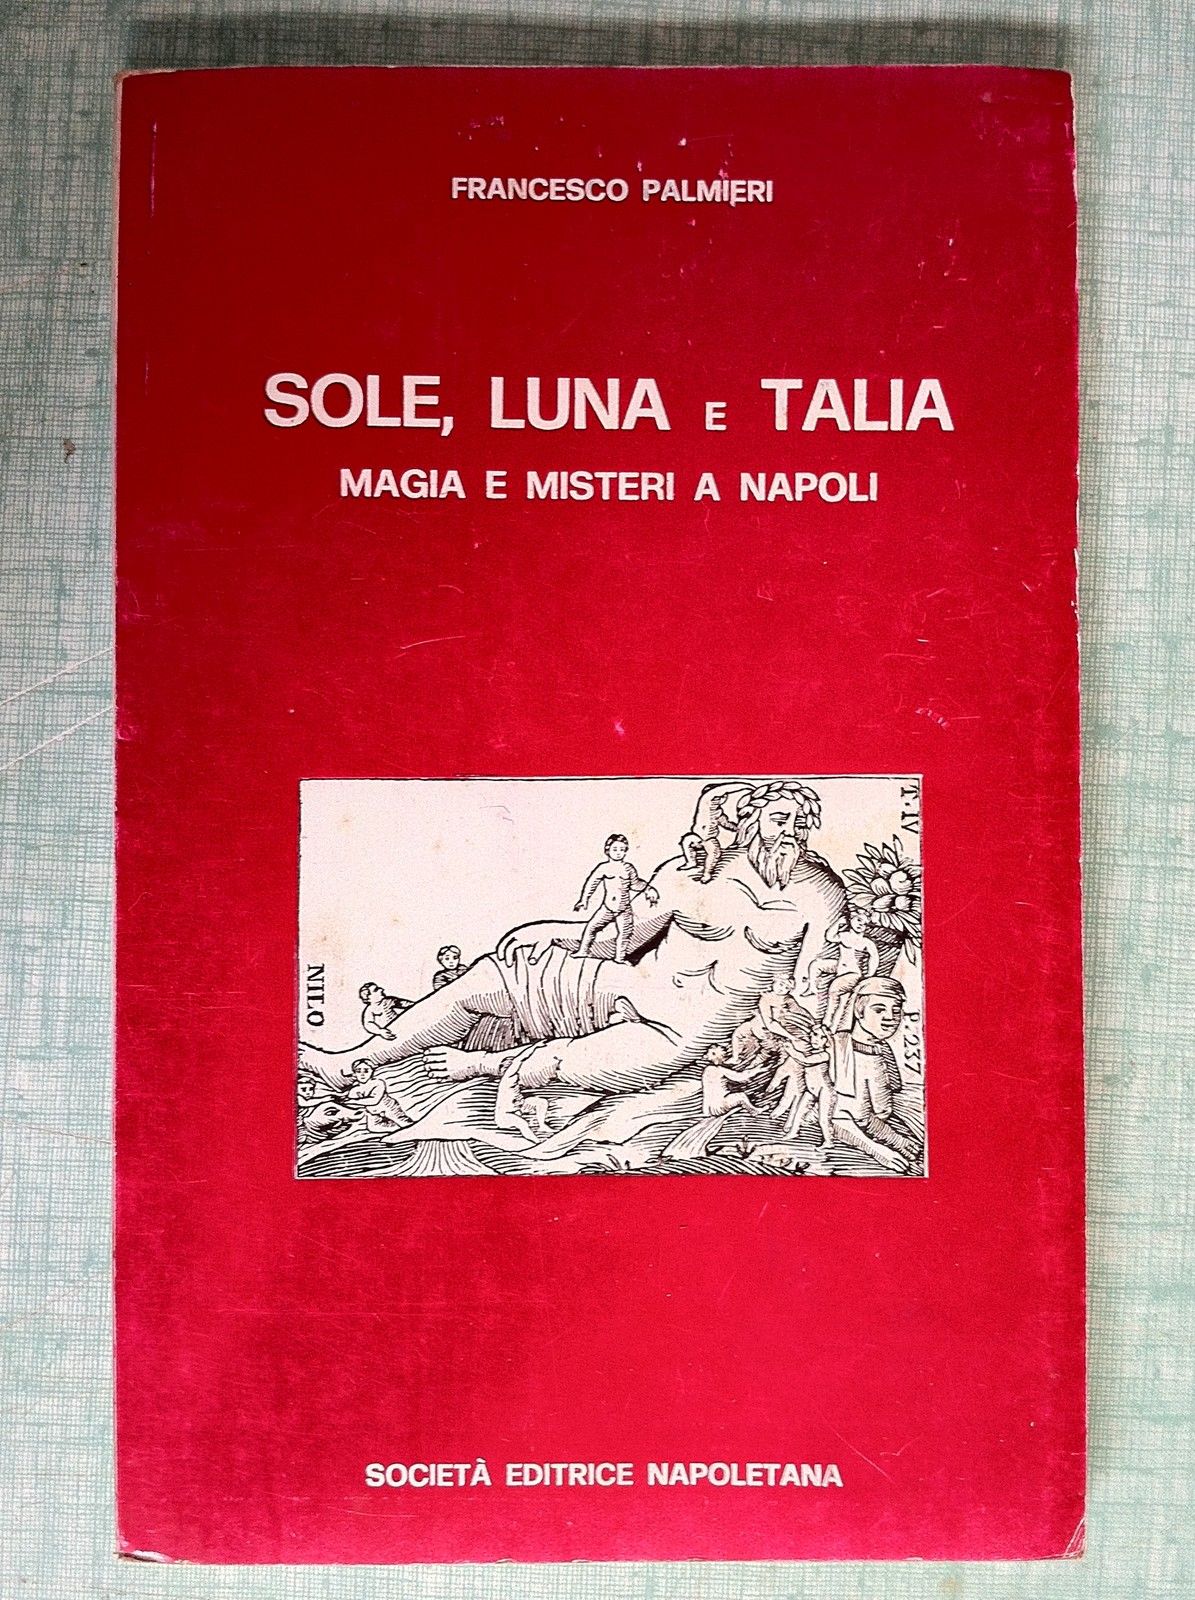 FRANCESCO PALMIERI
SOLE, LUNA E TALIA
MAGIA E MISTERI A NAPOLI
T. IV
NILO
P. 237
SOCIETÀ EDITRICE NAPOLETANA